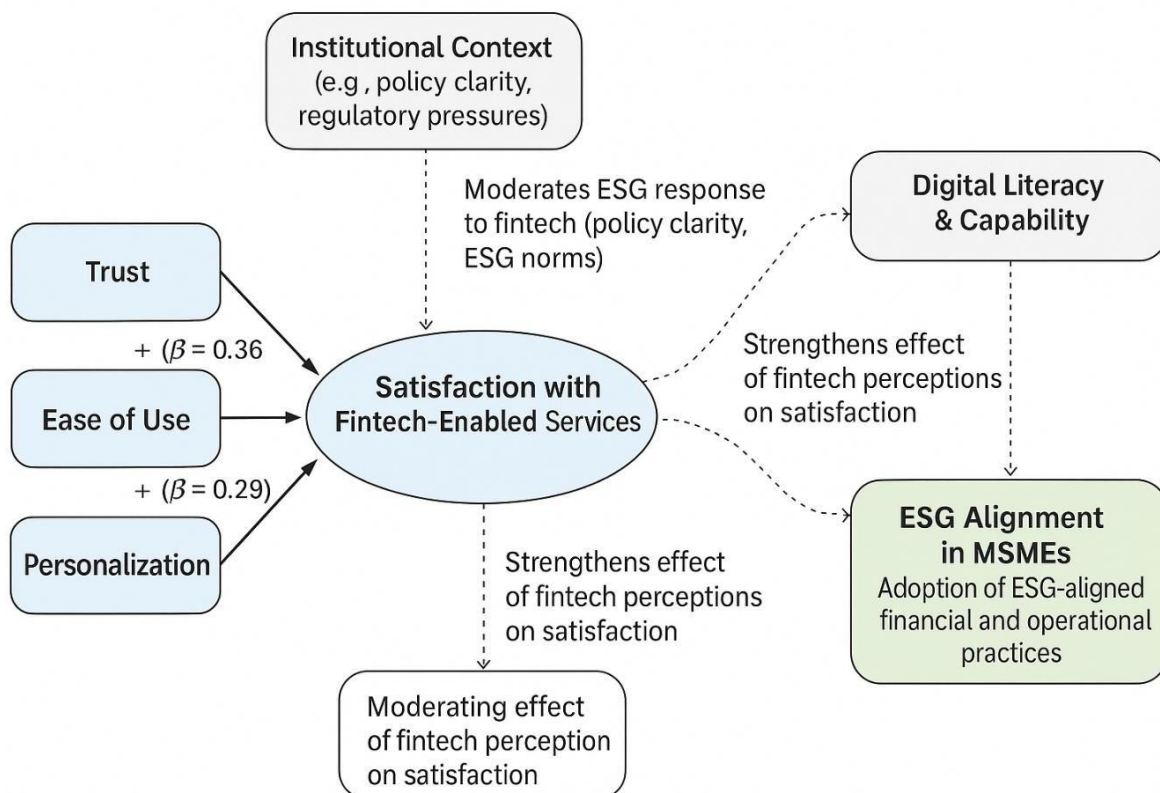 Institutional Context
(e.g , policy clarity,
regulatory pressures)
Moderates ESG response
to fintech (policy clarity,
ESG norms)
Digital Literacy
& Capability
Trust
+ (β = 0.36
Ease of Use
+ (β = 0.29)
Personalization
Satisfaction with
Fintech-Enabled Services
Strengthens effect
of fintech perceptions
on satisfaction
ESG Alignment
in MSMEs
Adoption of ESG-aligned
financial and operational
practices
Strengthens effect
of fintech perceptions
on satisfaction
Moderating effect
of fintech perception
on satisfaction